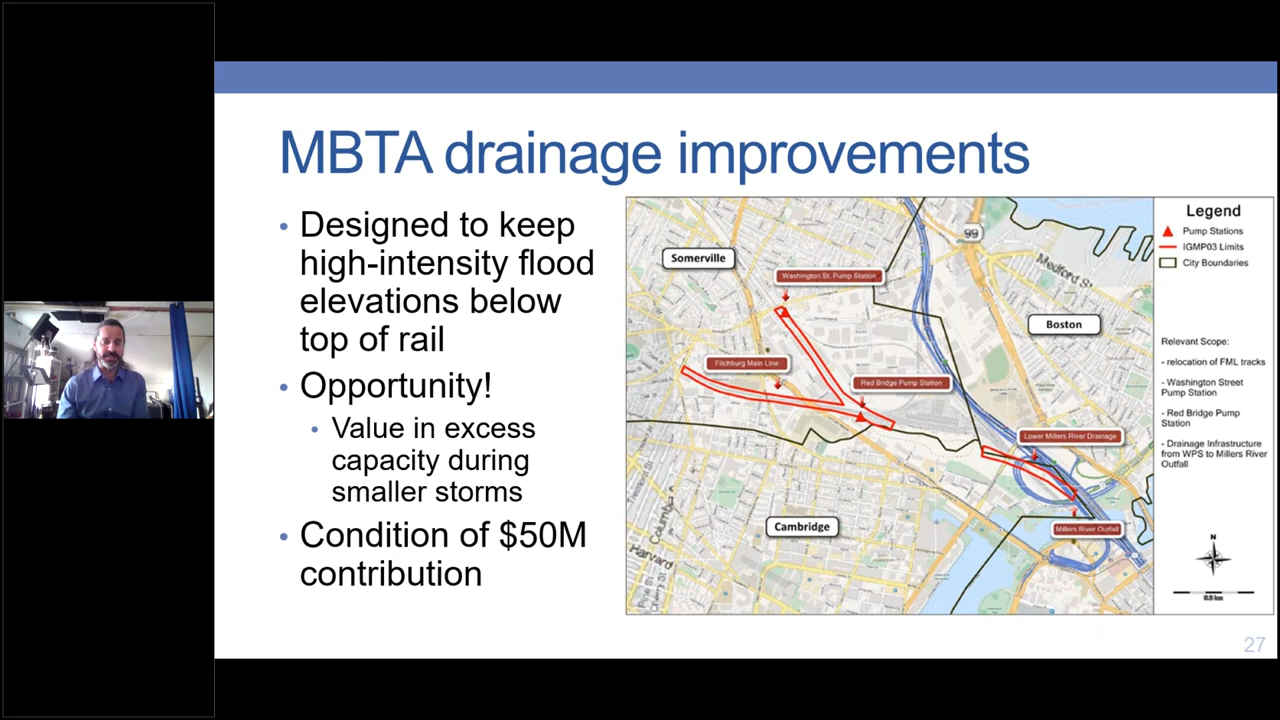 MBTA drainage improvements
• Designed to keep
high-intensity flood
elevations below
top of rail
• Opportunity!
• Value in excess
capacity during
smaller storms
• Condition of $50M
contribution
Somerville
Washington St. Pump Station
Fitchburg Main Line
Red Bridge Pump Station
99
Medford St
Boston
Lower Millers River Drainage
Cambridge
Millers River Outfall
Columbia
Harvard
Legend
Pump Stations
IGMP03 Limits
City Boundaries
Relevant Scope:
- relocation of FML tracks
- Washington Street
Pump Station
- Red Bridge Pump
Station
- Drainage Infrastructure
from WPS to Millers River
Outfall
N
27